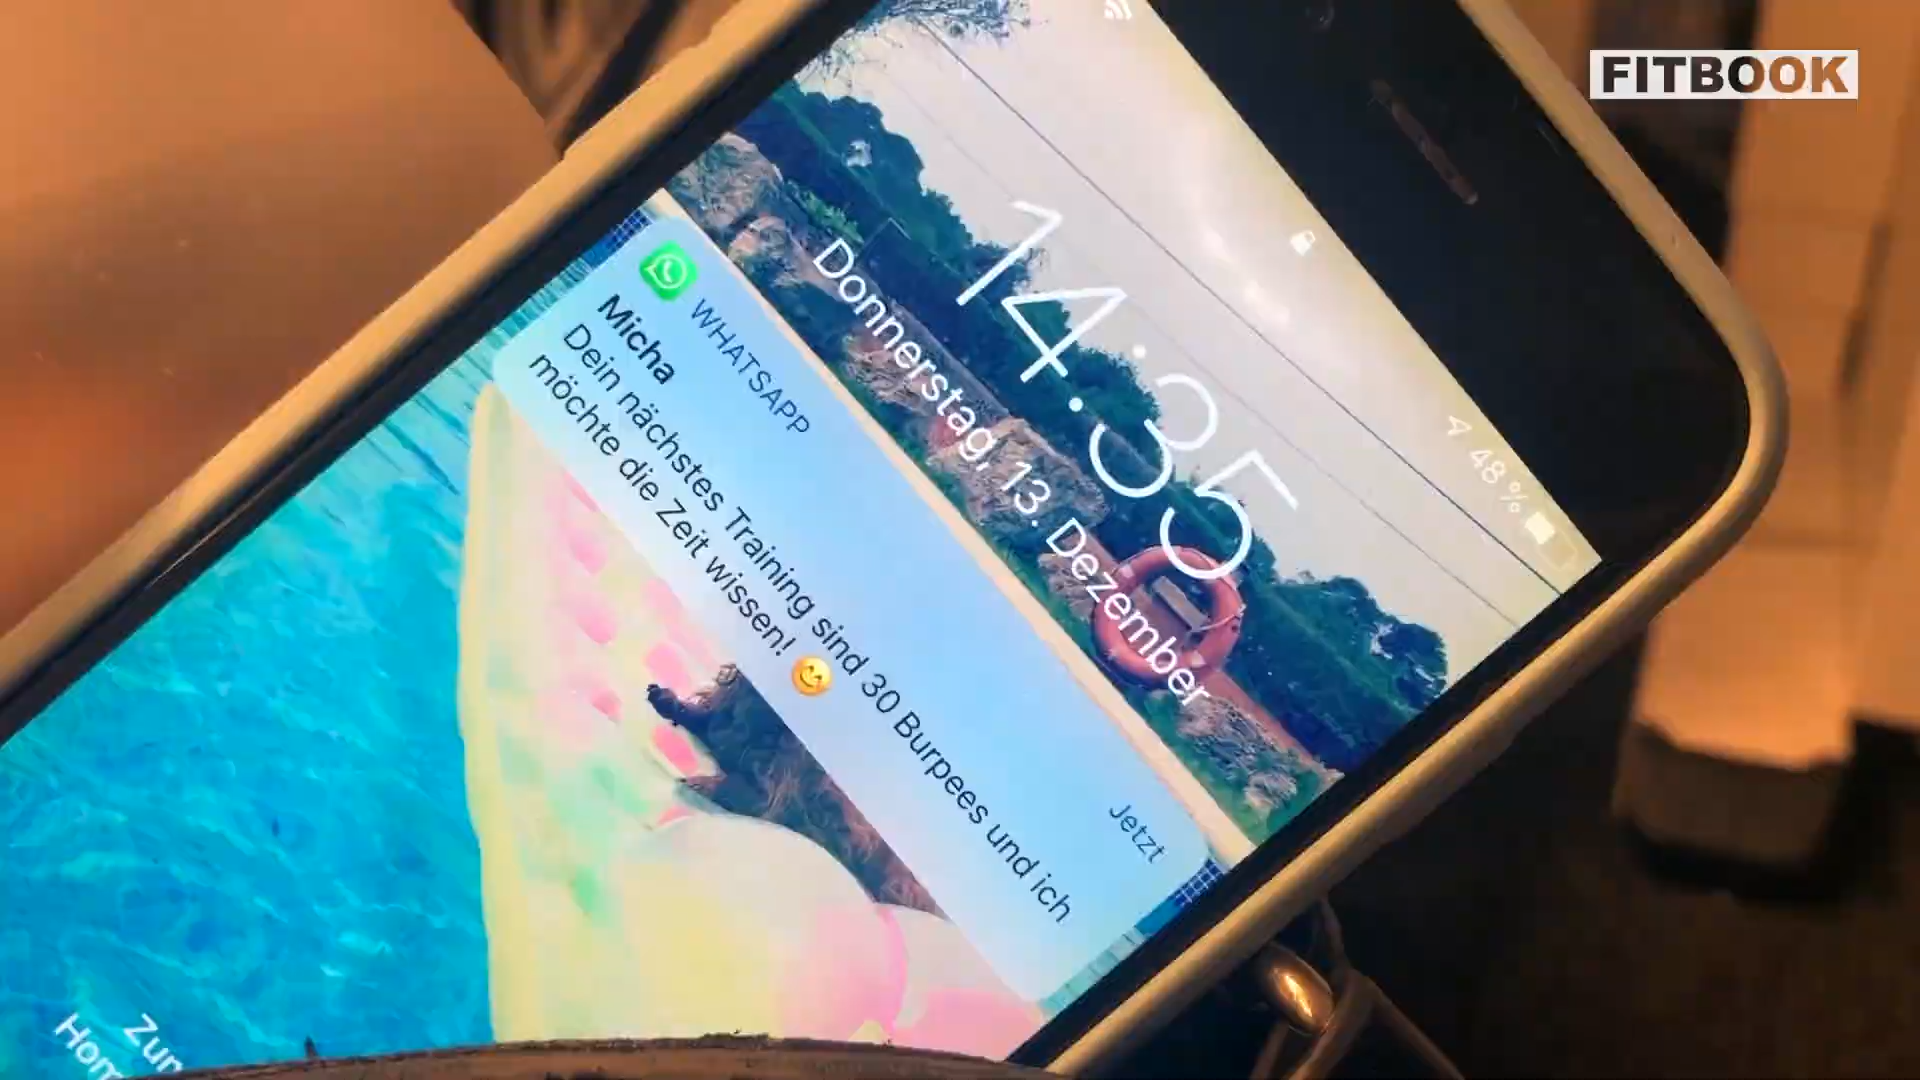 FITBOOK
48 %
14:35
Donnerstag, 13. Dezember
WHATSAPP
Jetzt
Micha
Dein nächstes Training sind 30 Burpees und ich
möchte die Zeit wissen! 😊
Zum